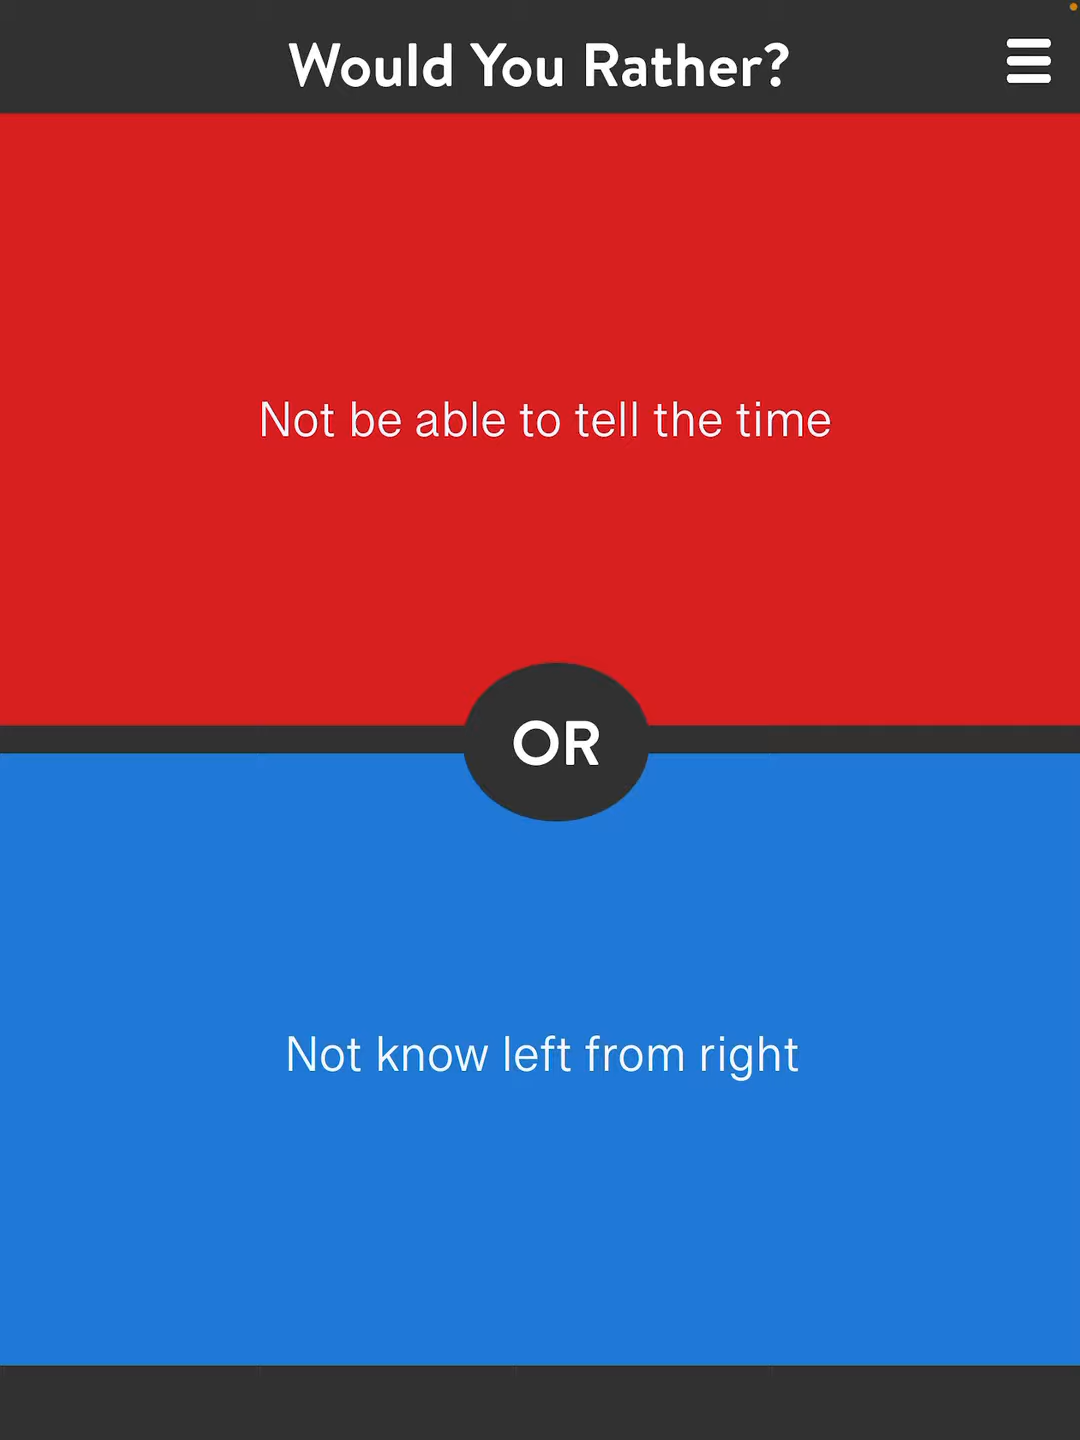 Would You Rather?
Not be able to tell the time
OR
Not know left from right